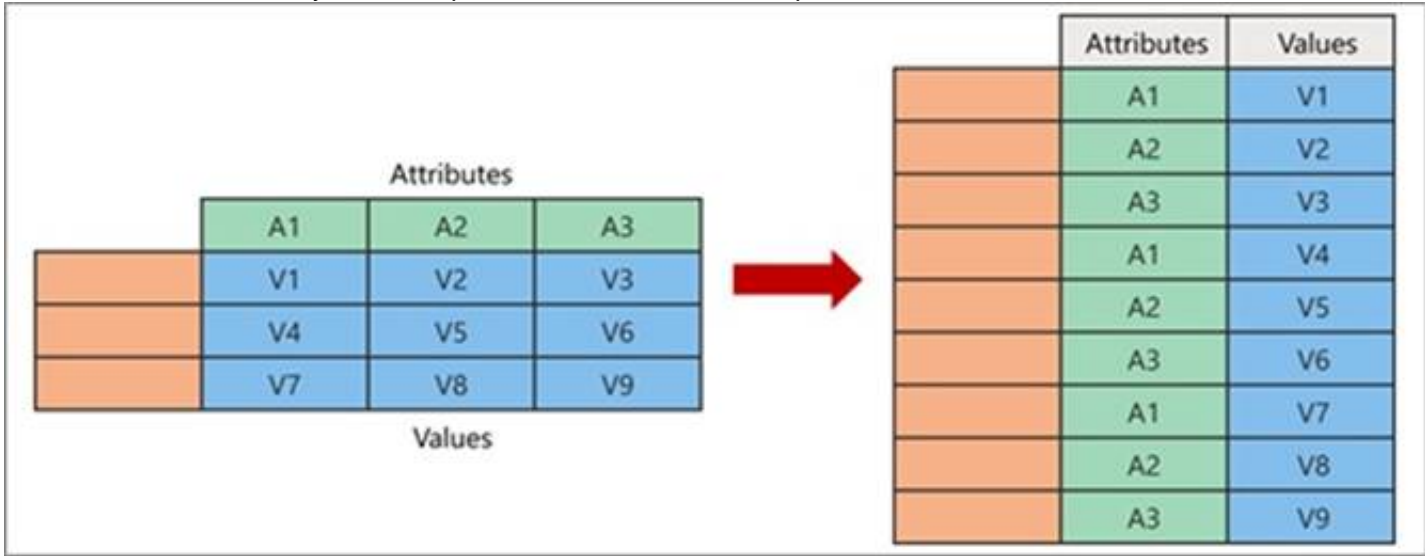 Attributes
A1 A2 A3
V1 V2 V3
V4 V5 V6
V7 V8 V9
Values
Attributes Values
A1 V1
A2 V2
A3 V3
A1 V4
A2 V5
A3 V6
A1 V7
A2 V8
A3 V9